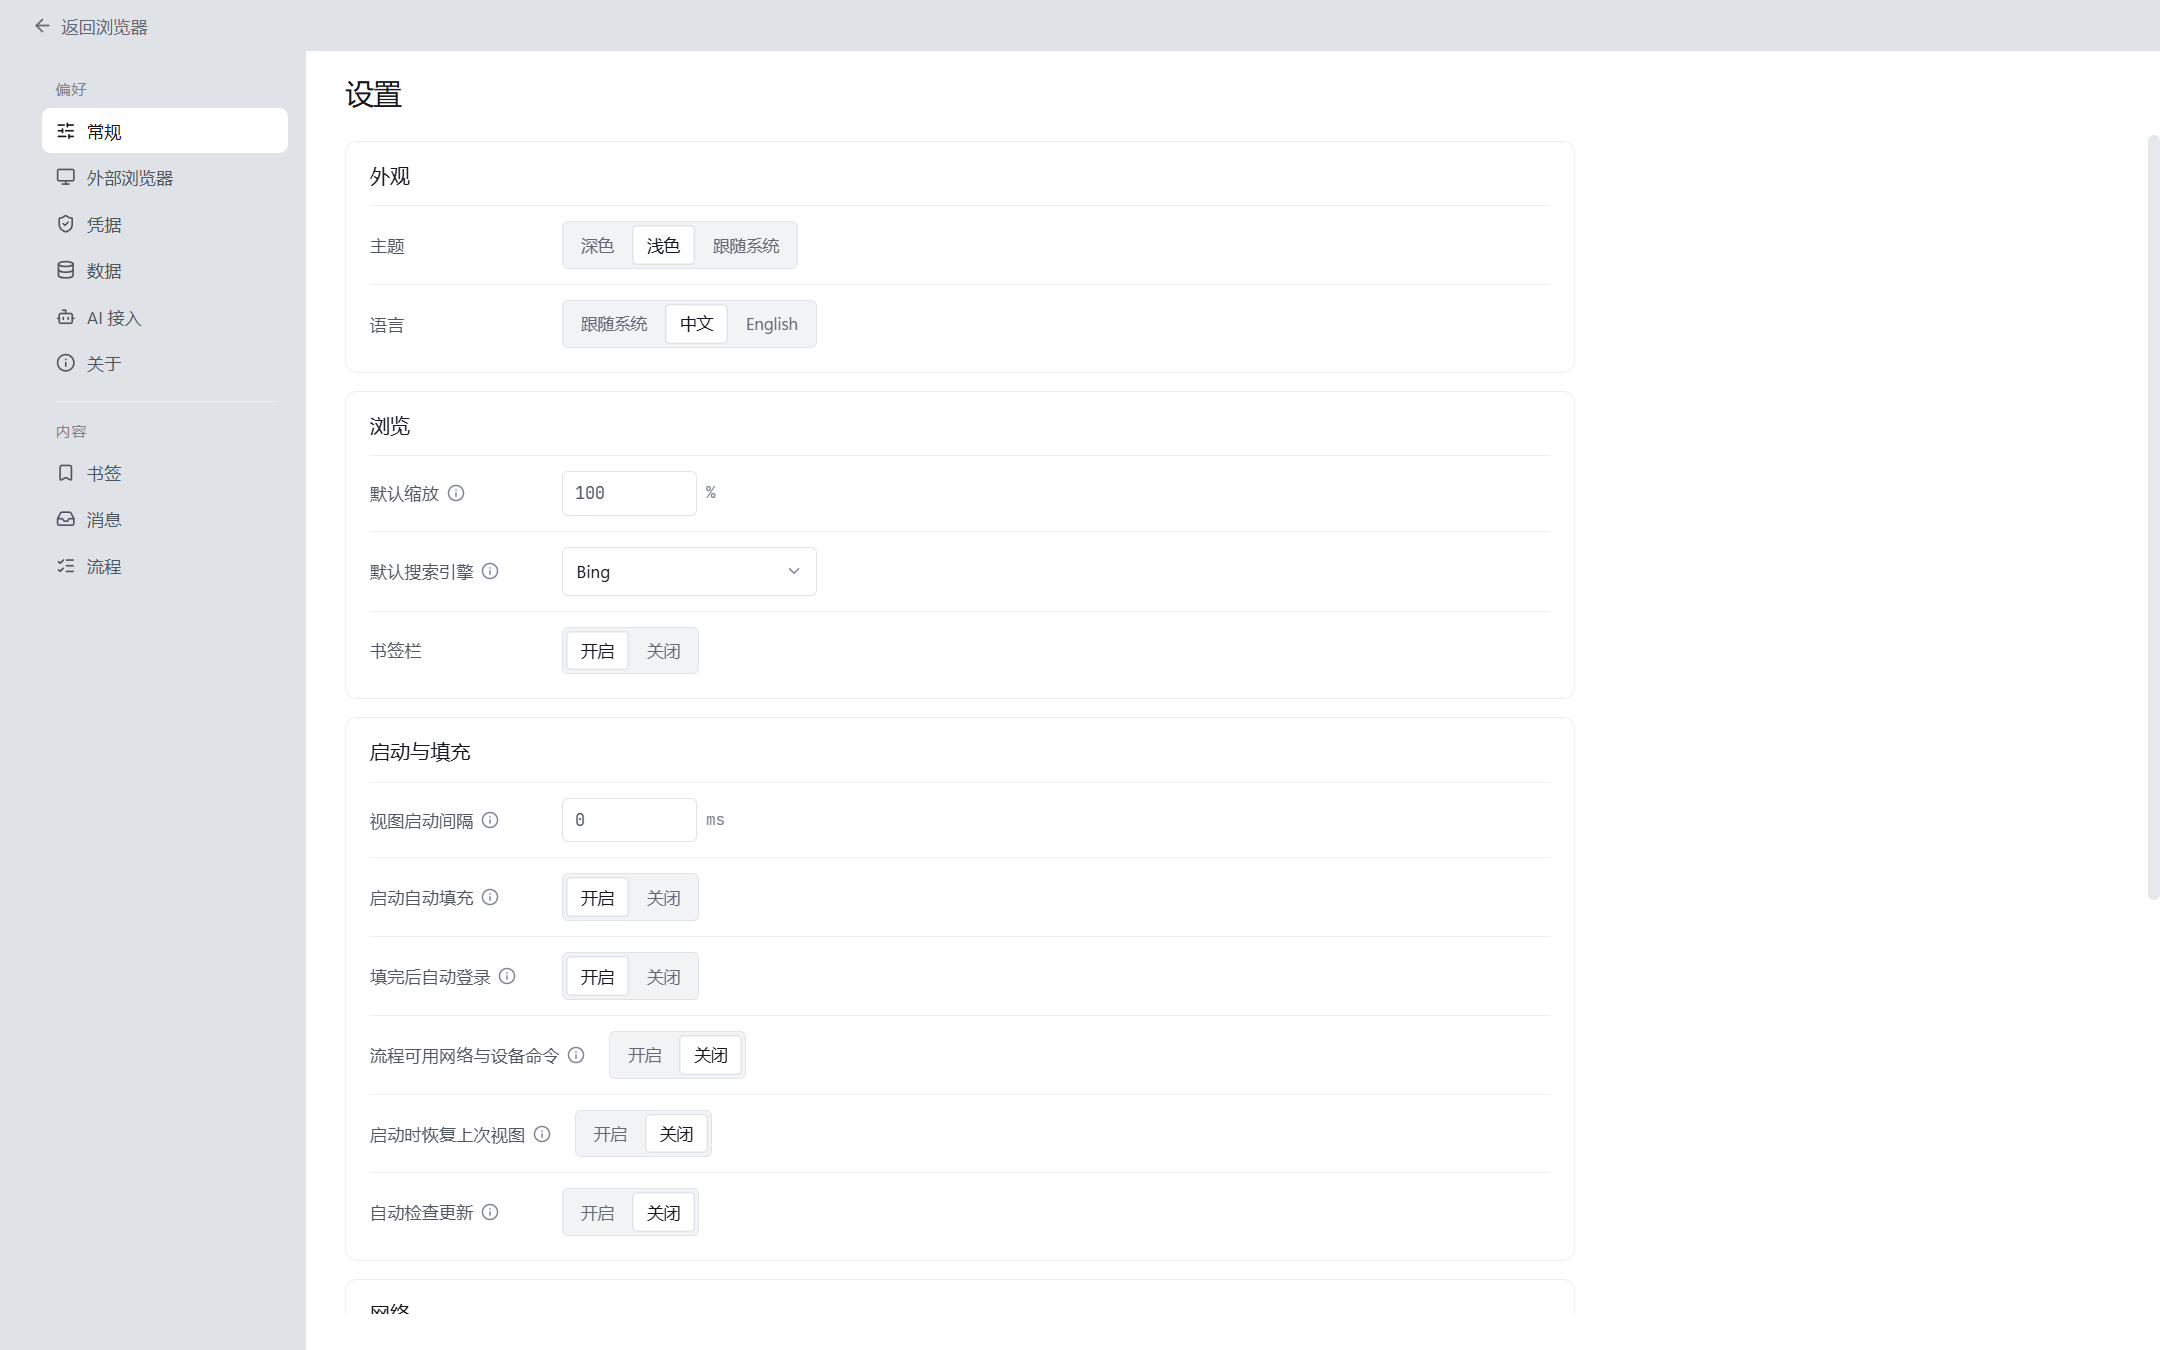 返回浏览器
偏好
常规
外部浏览器
凭据
数据
AI 接入
关于
内容
书签
消息
流程
设置
外观
主题 深色 浅色 跟随系统
语言 跟随系统 中文 English
浏览
默认缩放 100 %
默认搜索引擎 Bing
书签栏 开启 关闭
启动与填充
视图启动间隔 0 ms
启动自动填充 开启 关闭
填完后自动登录 开启 关闭
流程可用网络与设备命令 开启 关闭
启动时恢复上次视图 开启 关闭
自动检查更新 开启 关闭
网络